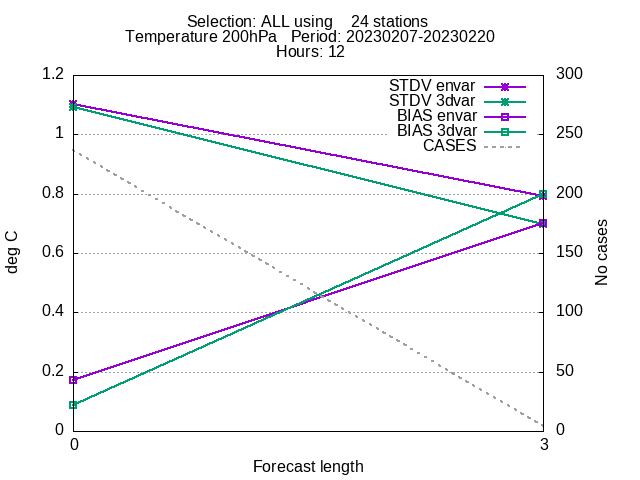 Selection: ALL using    24 stations
Temperature 200hPa   Period: 20230207-20230220
Hours: 12
1.2
1
0.8
0.6
0.4
0.2
0
deg C
STDV envar
STDV 3dvar
BIAS envar
BIAS 3dvar
CASES
300
250
200
150
100
50
0
No cases
0
3
Forecast length